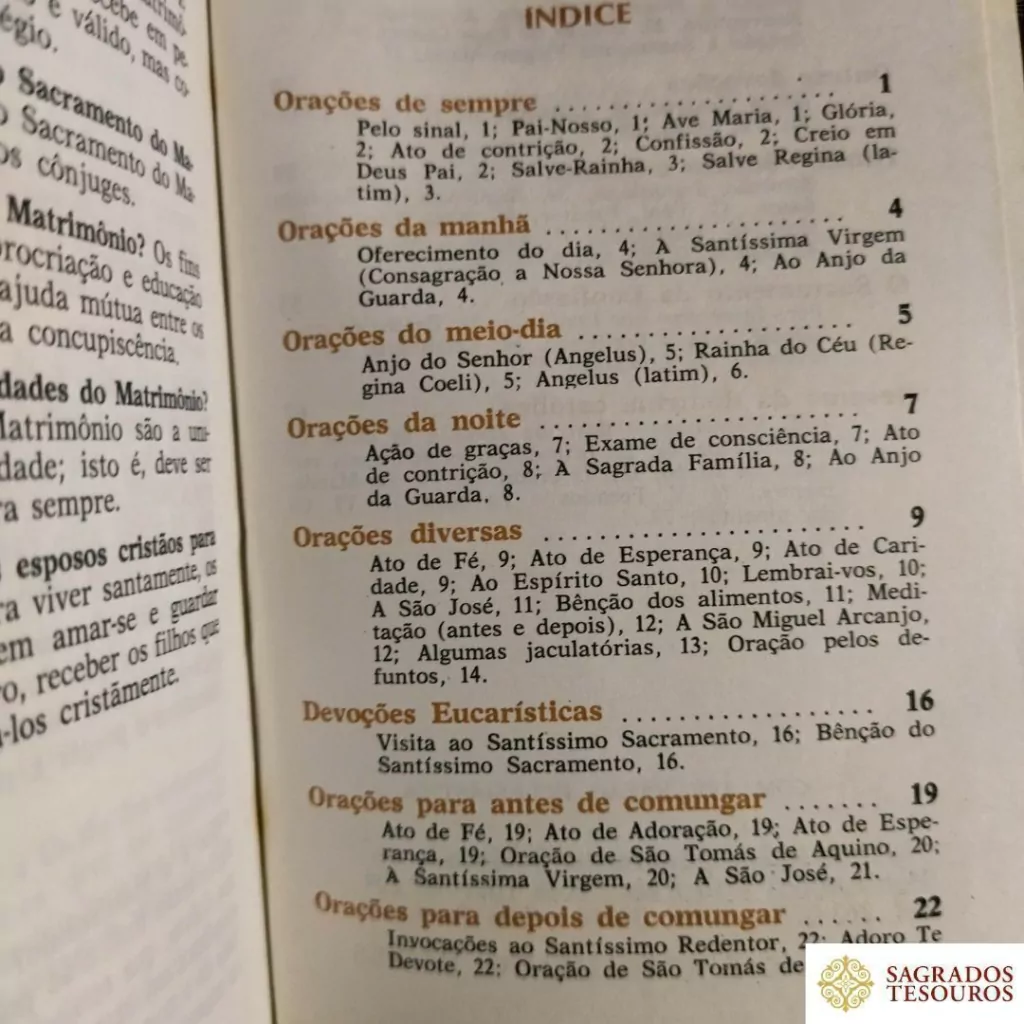 égio.
e válido, mas co-
Sacramento do Ma-
Sacramento do Ma-
os cônjuges.
Matrimônio? Os fins
procriação e educação
ajuda mútua entre os
a concupiscência.
dades do Matrimônio?
Matrimônio são a uni-
dade; isto é, deve ser
ra sempre.
esposos cristãos para
ra viver santamente, os
em amar-se e guardar
o, receber os filhos que
-los cristãmente.
INDICE
Orações de sempre .................... 1
Pelo sinal, 1; Pai-Nosso, 1; Ave Maria, 1; Glória,
2; Ato de contrição, 2; Confissão, 2; Creio em
Deus Pai, 2; Salve-Rainha, 3; Salve Regina (la-
tim), 3.
Orações da manhã .................... 4
Oferecimento do dia, 4; À Santíssima Virgem
(Consagração a Nossa Senhora), 4; Ao Anjo da
Guarda, 4.
Orações do meio-dia .................. 5
Anjo do Senhor (Angelus), 5; Rainha do Céu (Re-
gina Coeli), 5; Angelus (latim), 6.
Orações da noite ...................... 7
Ação de graças, 7; Exame de consciência, 7; Ato
de contrição, 8; À Sagrada Família, 8; Ao Anjo
da Guarda, 8.
Orações diversas ...................... 9
Ato de Fé, 9; Ato de Esperança, 9; Ato de Cari-
dade, 9; Ao Espírito Santo, 10; Lembrai-vos, 10;
A São José, 11; Bênção dos alimentos, 11; Medi-
tação (antes e depois), 12; A São Miguel Arcanjo,
12; Algumas jaculatórias, 13; Oração pelos de-
funtos, 14.
Devoções Eucarísticas ................. 16
Visita ao Santíssimo Sacramento, 16; Bênção do
Santíssimo Sacramento, 16.
Orações para antes de comungar ....... 19
Ato de Fé, 19; Ato de Adoração, 19; Ato de Espe-
rança, 19; Oração de São Tomás de Aquino, 20;
À Santíssima Virgem, 20; A São José, 21.
Orações para depois de comungar ...... 22
Invocações ao Santíssimo Redentor, 22; Adoro Te
Devote, 22; Oração de São Tomás de
SAGRADOS
TESOUROS